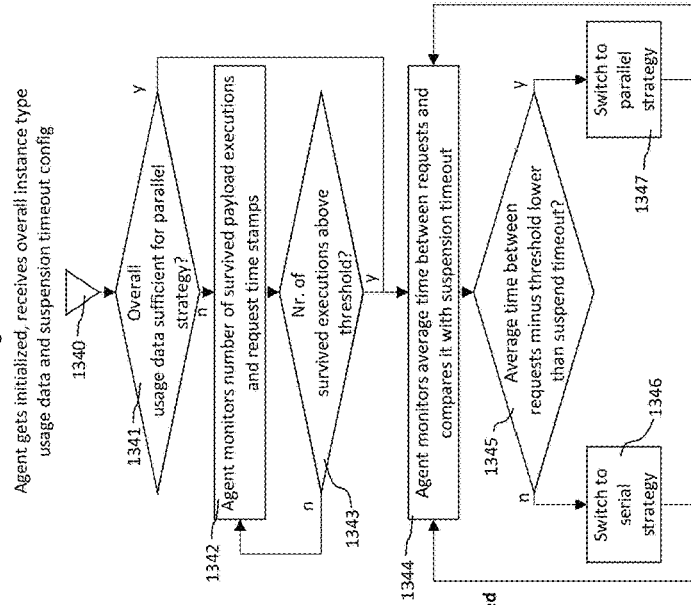 Agent gets initialized, receives overall instance type
usage data and suspension timeout config
1340
1341
Overall
usage data sufficient for parallel
strategy?
y
n
1342
Agent monitors number of survived payload executions
and request time stamps
1343
Nr. of
survived executions above
threshold?
n
y
1344
Agent monitors average time between requests and
compares it with suspension timeout
1345
Average time between
requests minus threshold lower
than suspend timeout?
n
y
1346
Switch to
serial
strategy
Switch to
parallel
strategy
1347